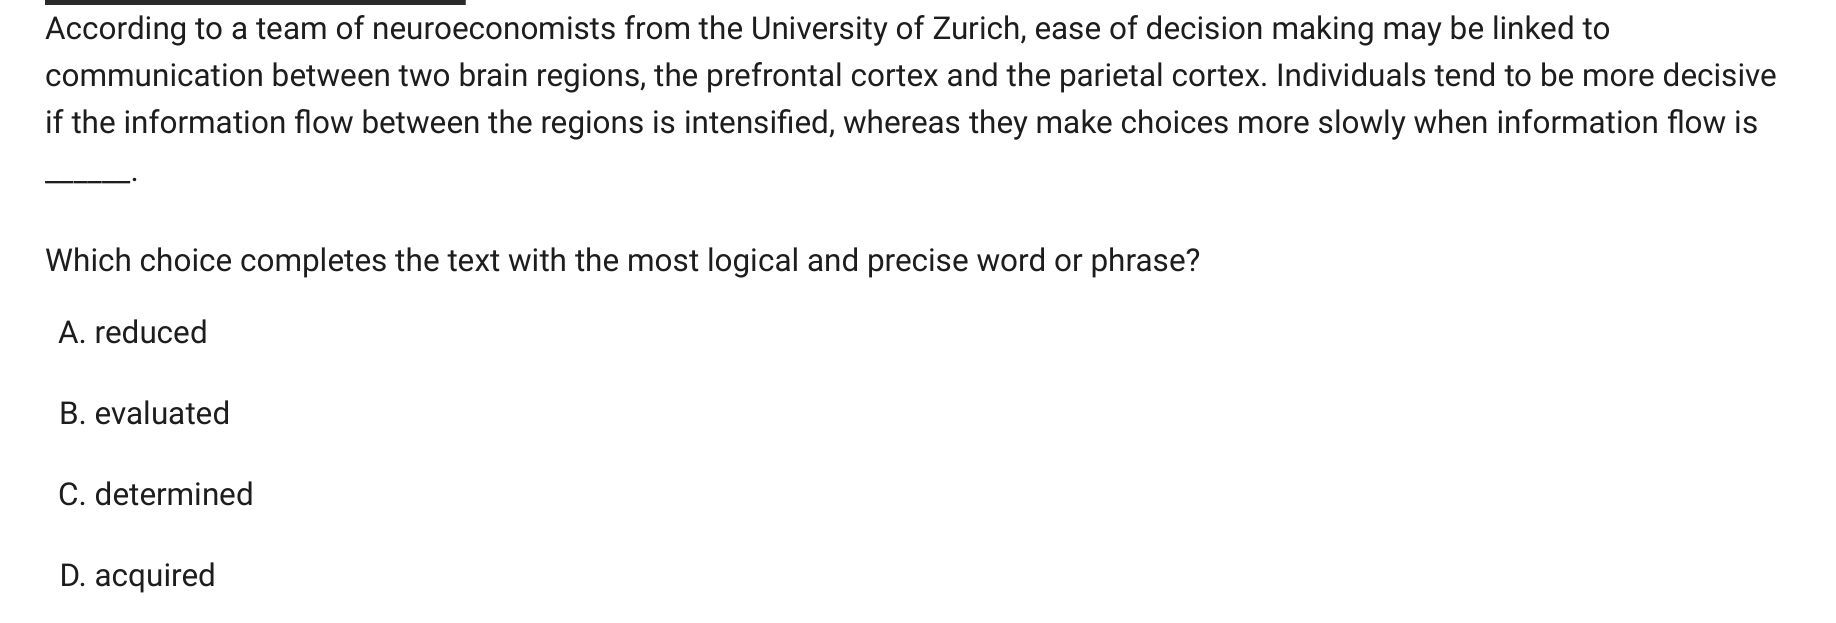 According to a team of neuroeconomists from the University of Zurich, ease of decision making may be linked to
communication between two brain regions, the prefrontal cortex and the parietal cortex. Individuals tend to be more decisive
if the information flow between the regions is intensified, whereas they make choices more slowly when information flow is
______.
Which choice completes the text with the most logical and precise word or phrase?
A. reduced
B. evaluated
C. determined
D. acquired